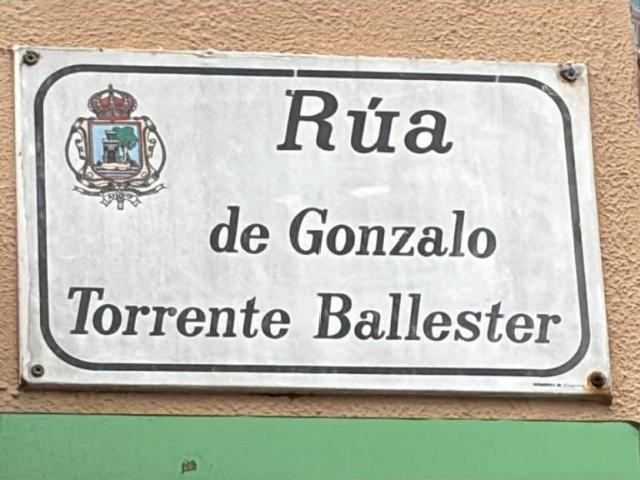 Rúa
de Gonzalo
Torrente Ballester